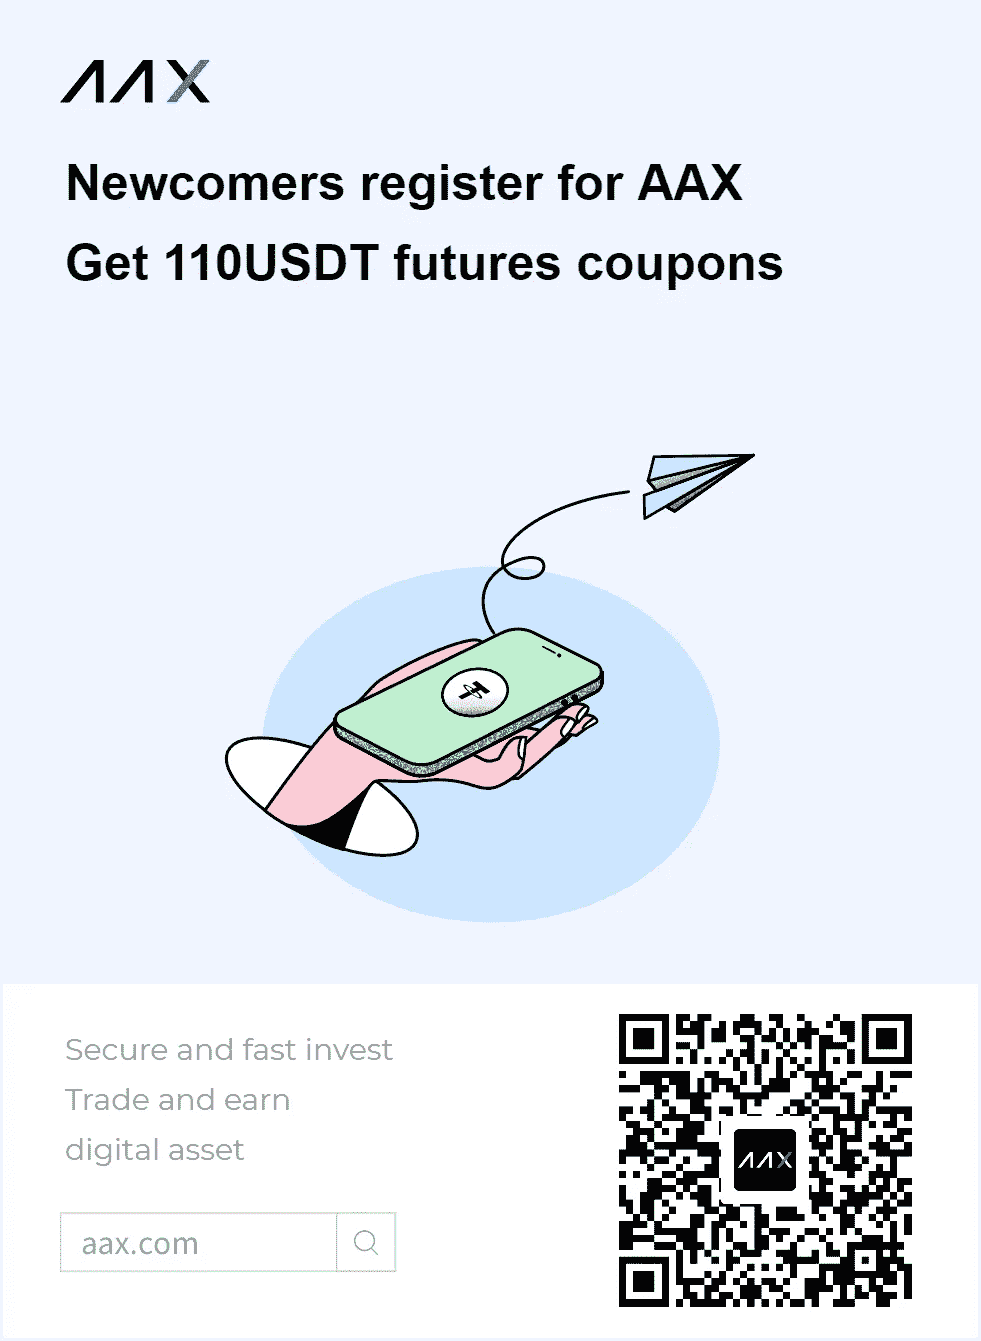 AAX
Newcomers register for AAX
Get 110USDT futures coupons
Secure and fast invest
Trade and earn
digital asset
aax.com
AAX